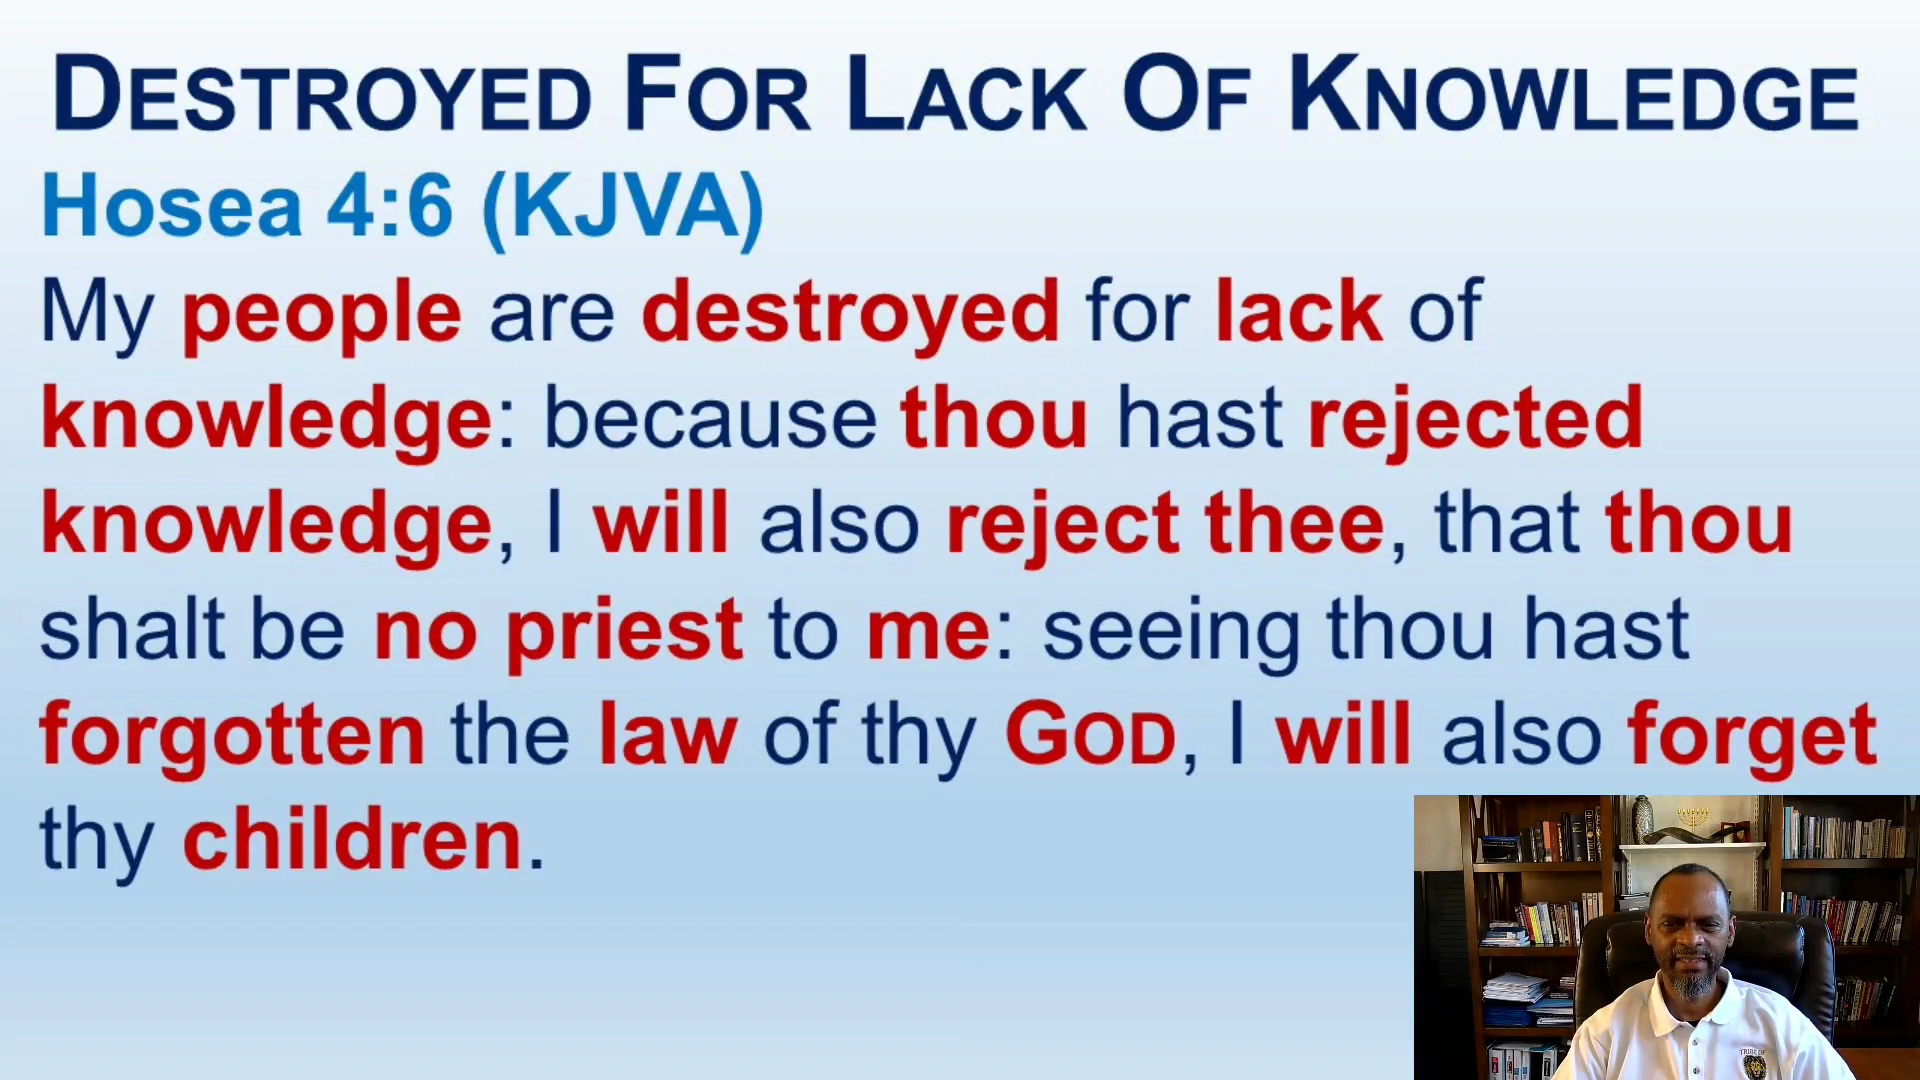 DESTROYED FOR LACK OF KNOWLEDGE
Hosea 4:6 (KJVA)
My people are destroyed for lack of
knowledge: because thou hast rejected
knowledge, I will also reject thee, that thou
shalt be no priest to me: seeing thou hast
forgotten the law of thy GOD, I will also forget
thy children.
TRIBE OF